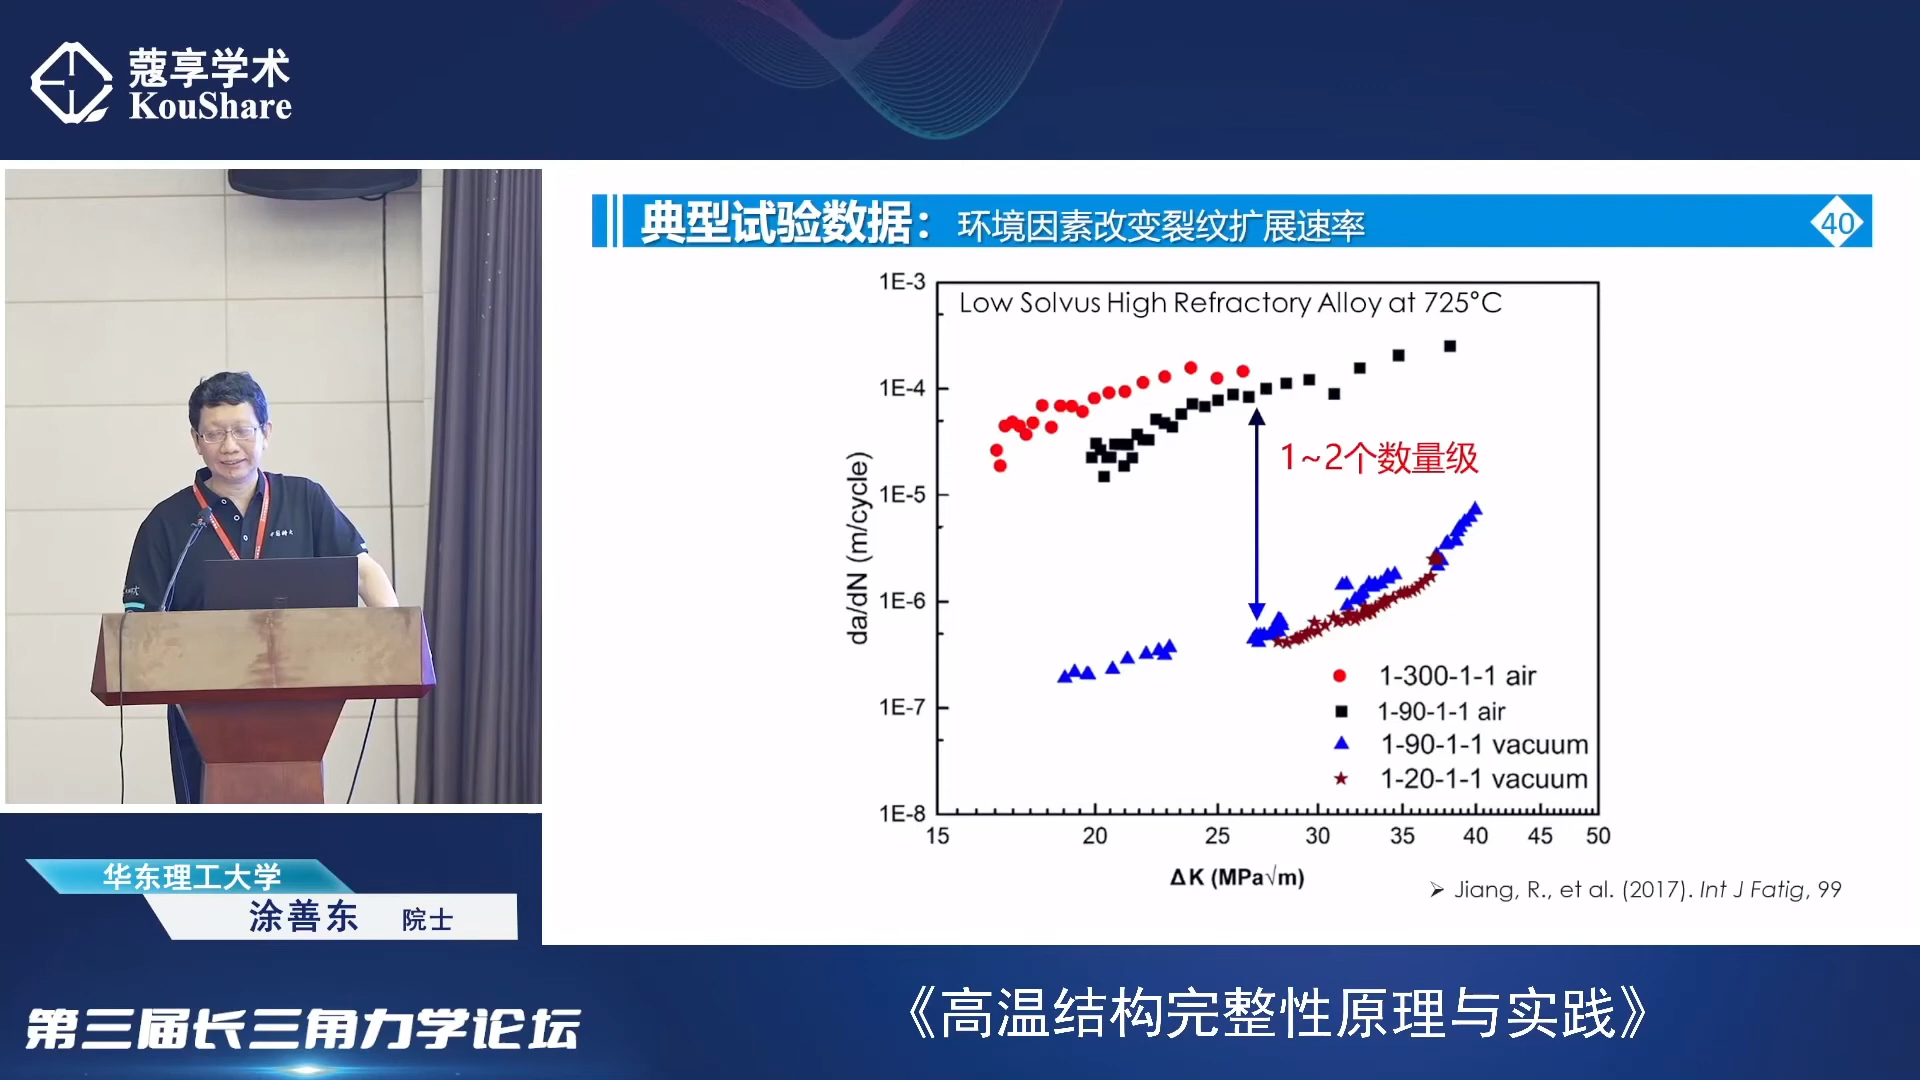 蔻享学术
KouShare
典型试验数据：环境因素改变裂纹扩展速率
40
Low Solvus High Refractory Alloy at 725°C
1E-3
1E-4
1E-5
1E-6
1E-7
1E-8
da/dN (m/cycle)
1~2个数量级
1-300-1-1 air
1-90-1-1 air
1-90-1-1 vacuum
1-20-1-1 vacuum
15 20 25 30 35 40 45 50
ΔK (MPa√m)
➢ Jiang, R., et al. (2017). Int J Fatig, 99
华东理工大学
涂善东 院士
第三届长三角力学论坛
《高温结构完整性原理与实践》